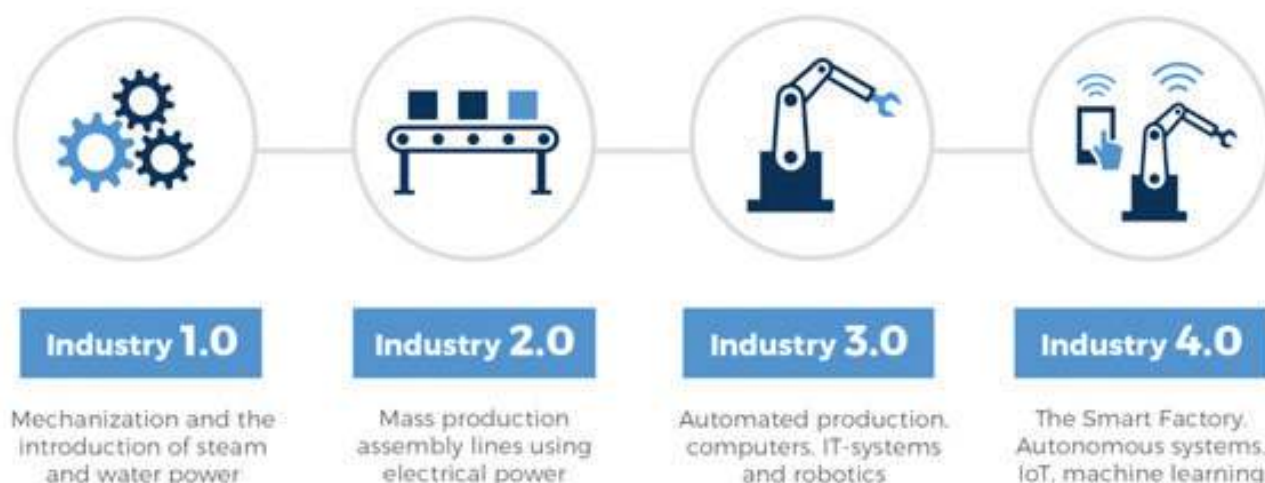 Industry 1.0
Mechanization and the
introduction of steam
and water power
Industry 2.0
Mass production
assembly lines using
electrical power
Industry 3.0
Automated production,
computers, IT-systems
and robotics
Industry 4.0
The Smart Factory.
Autonomous systems,
IoT, machine learning